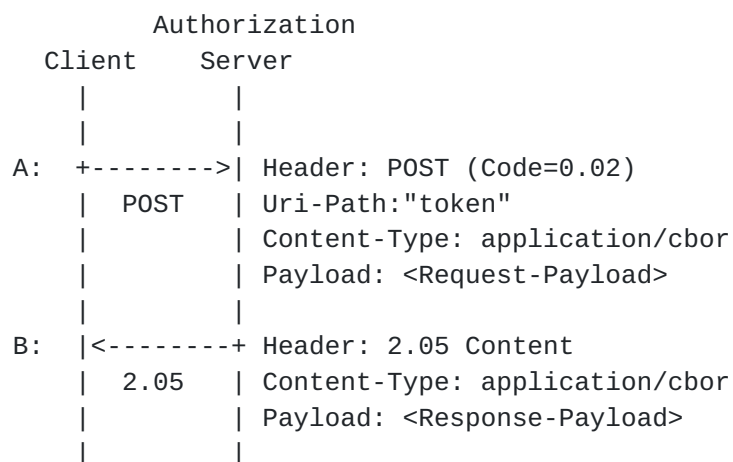 Authorization
  Client    Server
    |         |
    |         |
A:  +-------->| Header: POST (Code=0.02)
    |  POST   | Uri-Path:"token"
    |         | Content-Type: application/cbor
    |         | Payload: <Request-Payload>
    |         |
B:  |<--------+ Header: 2.05 Content
    |  2.05   | Content-Type: application/cbor
    |         | Payload: <Response-Payload>
    |         |